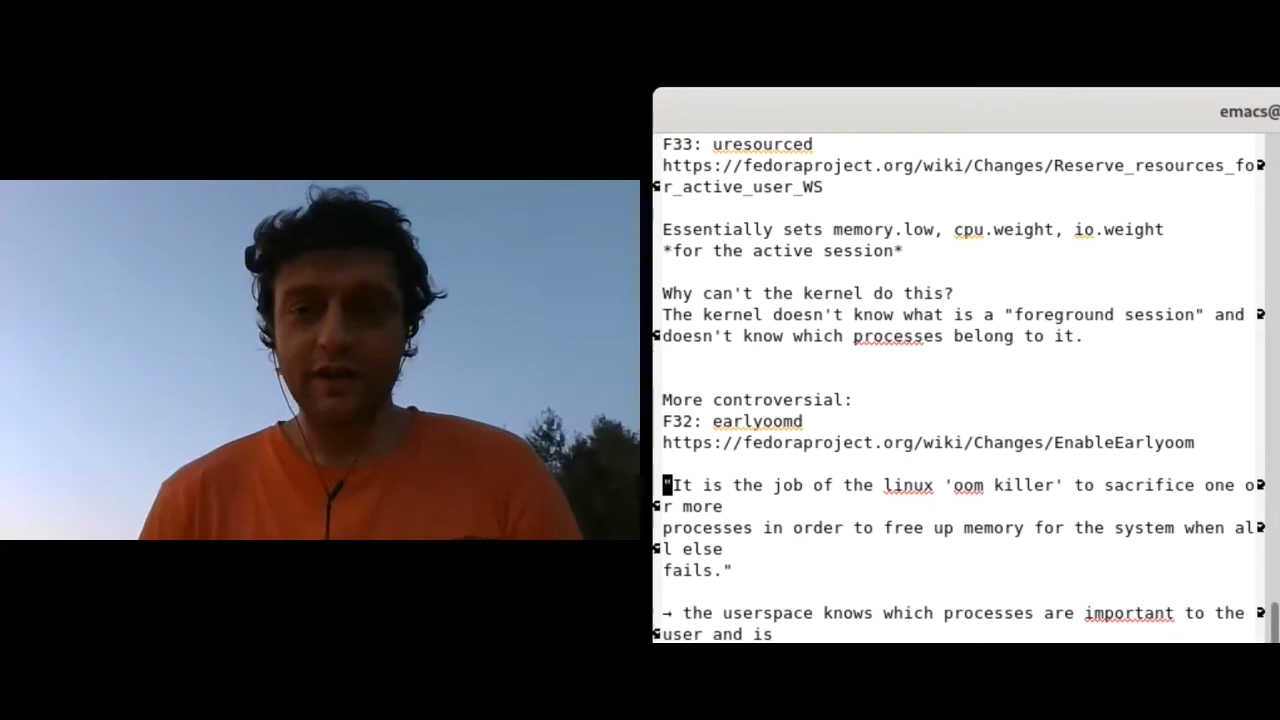 emacs@
F33: uresourced
https://fedoraproject.org/wiki/Changes/Reserve_resources_fo
r_active_user_WS
Essentially sets memory.low, cpu.weight, io.weight
*for the active session*
Why can't the kernel do this?
The kernel doesn't know what is a "foreground session" and
doesn't know which processes belong to it.
More controversial:
F32: earlyoomd
https://fedoraproject.org/wiki/Changes/EnableEarlyoom
"It is the job of the linux 'oom killer' to sacrifice one o
r more
processes in order to free up memory for the system when al
l else
fails."
→ the userspace knows which processes are important to the
user and is